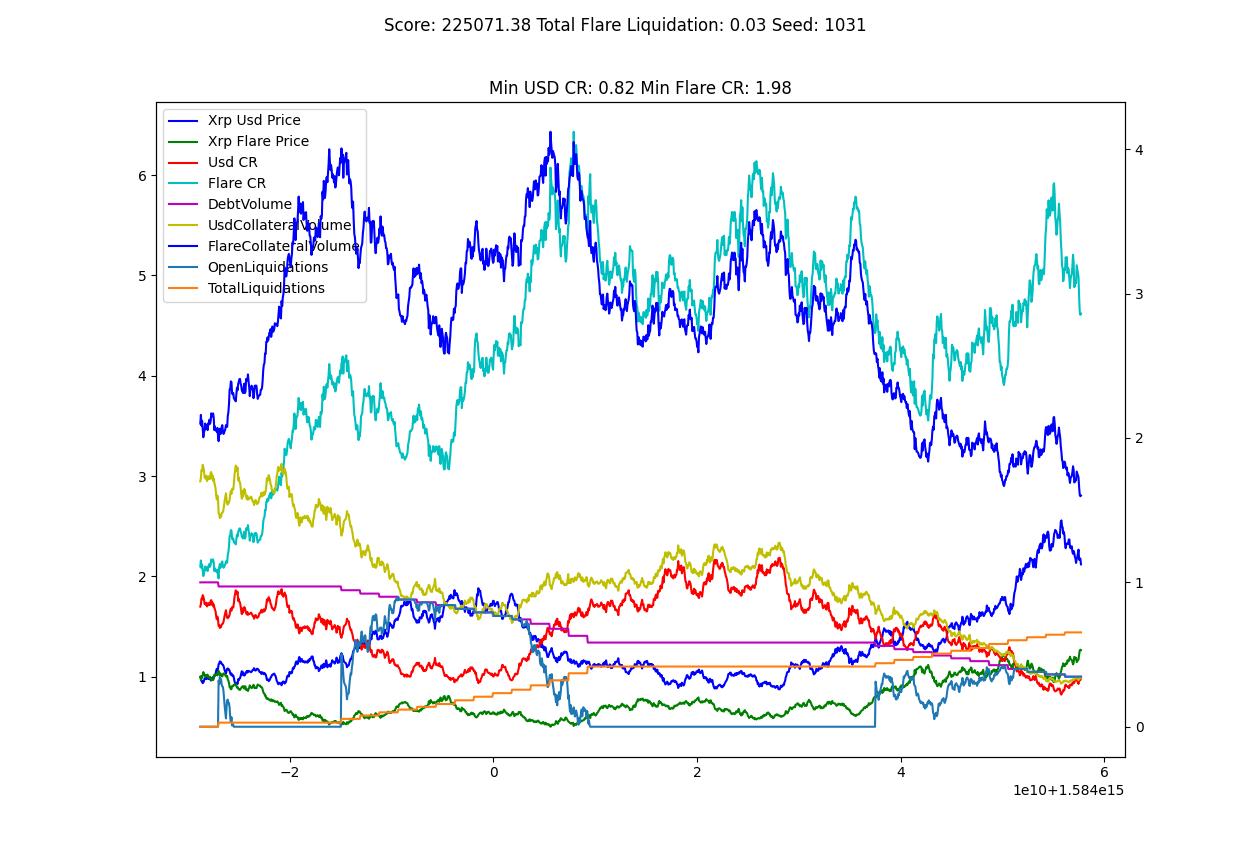 Score: 225071.38 Total Flare Liquidation: 0.03 Seed: 1031
Min USD CR: 0.82 Min Flare CR: 1.98
Xrp Usd Price
Xrp Flare Price
Usd CR
Flare CR
DebtVolume
UsdCollateralVolume
FlareCollateralVolume
OpenLiquidations
TotalLiquidations
6
5
4
3
2
1
4
3
2
1
0
−2
0
2
4
6
1e10+1.584e15